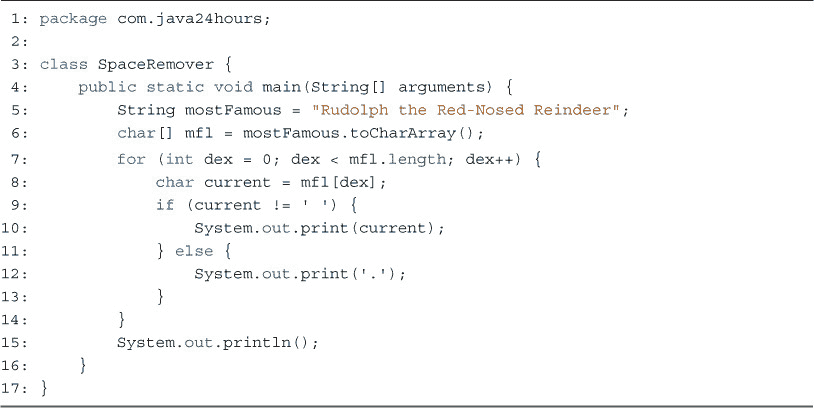 1: package com.java24hours;
2:
3: class SpaceRemover {
4:     public static void main(String[] arguments) {
5:         String mostFamous = "Rudolph the Red-Nosed Reindeer";
6:         char[] mfl = mostFamous.toCharArray();
7:         for (int dex = 0; dex < mfl.length; dex++) {
8:             char current = mfl[dex];
9:             if (current != ' ') {
10:                 System.out.print(current);
11:             } else {
12:                 System.out.print('.');
13:             }
14:         }
15:         System.out.println();
16:     }
17: }